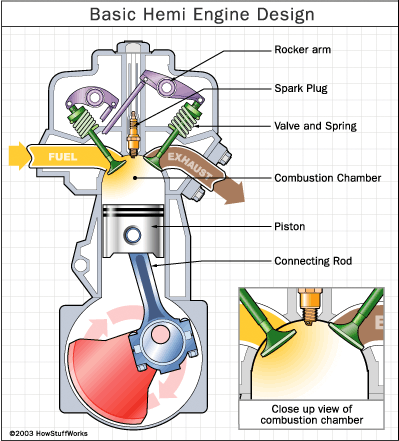 Basic Hemi Engine Design
Rocker arm
Spark Plug
Valve and Spring
FUEL
EXHAUST
Combustion Chamber
Piston
Connecting Rod
E
Close up view of
combustion chamber
©2003 HowStuffWorks